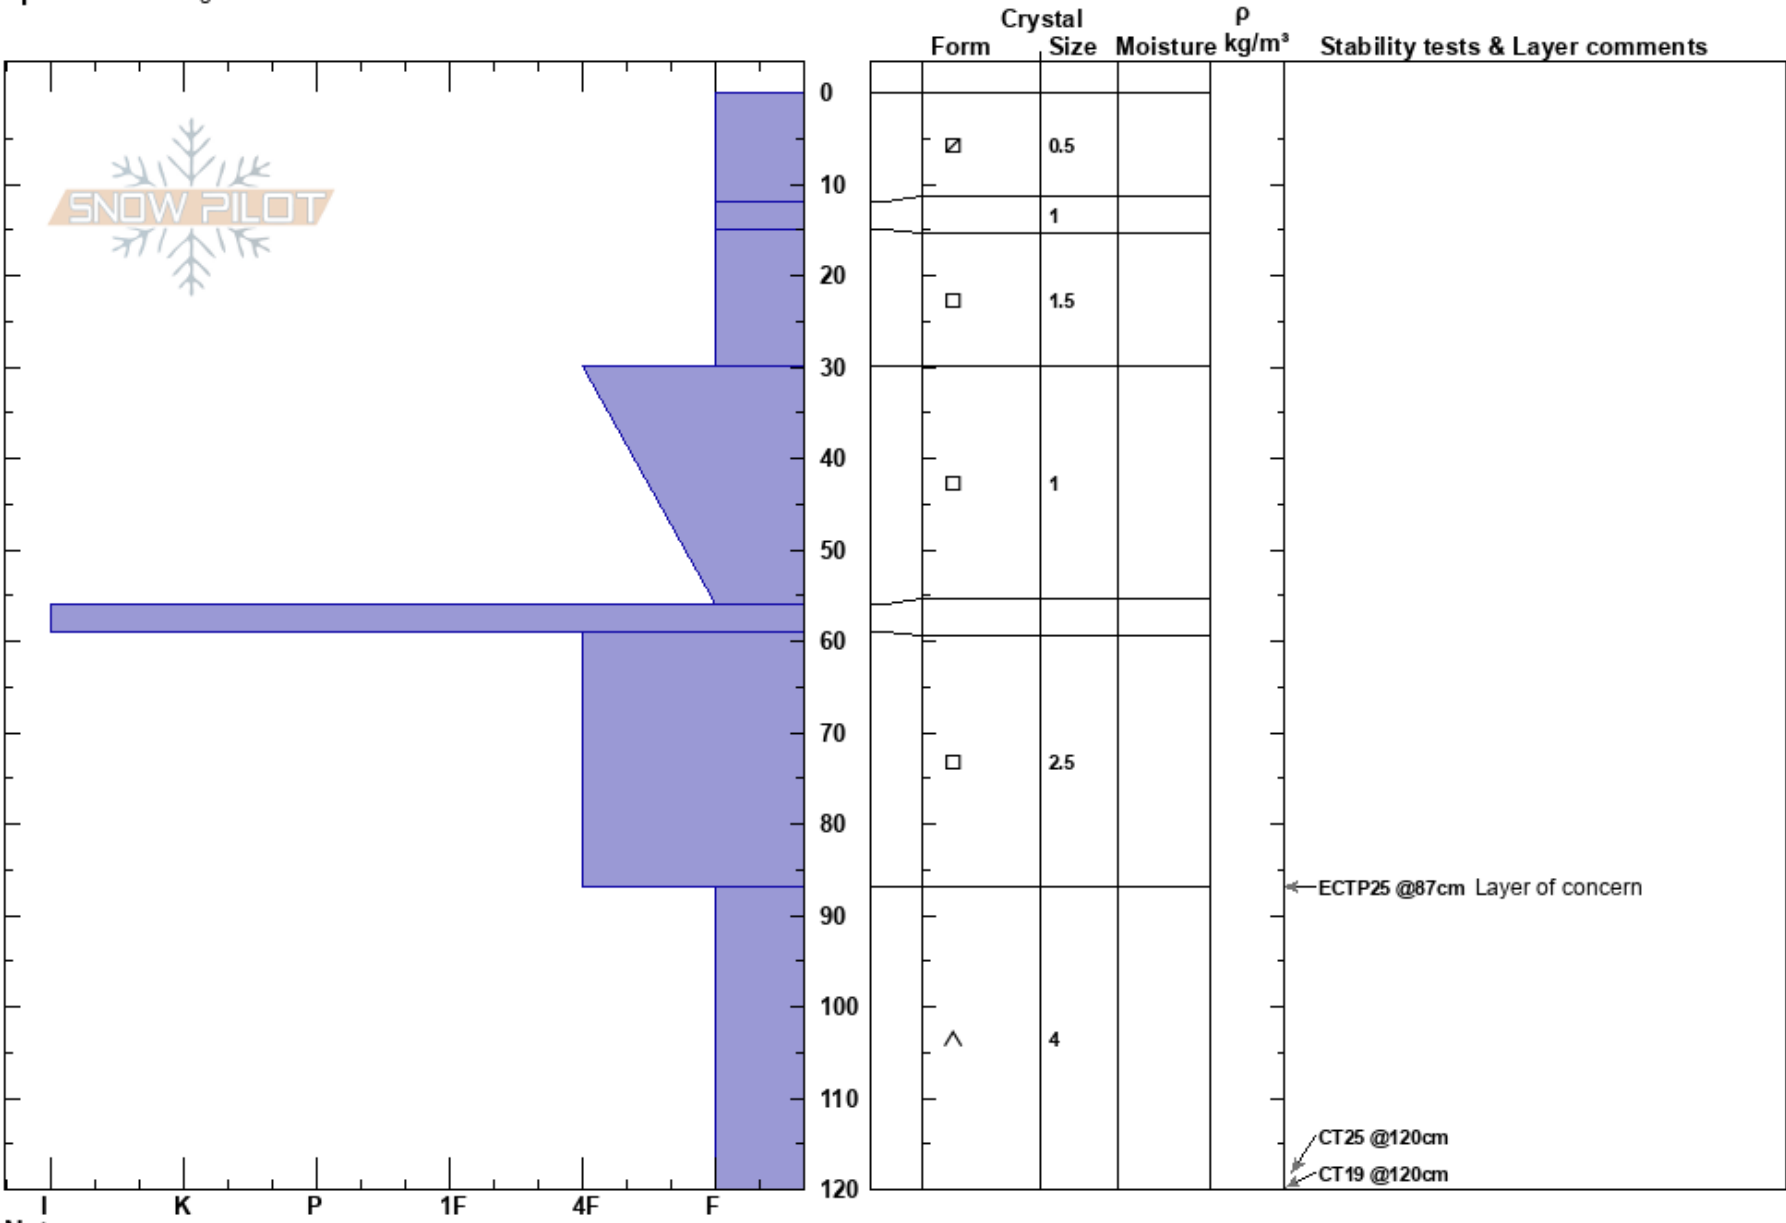 Crystal ρ
Form Size Moisture kg/m³ Stability tests & Layer comments
0
0.5
SNOW PILOT
10
1
20
1.5
30
40
1
50
60
70
2.5
80
ECTP25 @87cm Layer of concern
90
100
4
110
CT25 @120cm
CT19 @120cm
120
I K P 1F 4F F